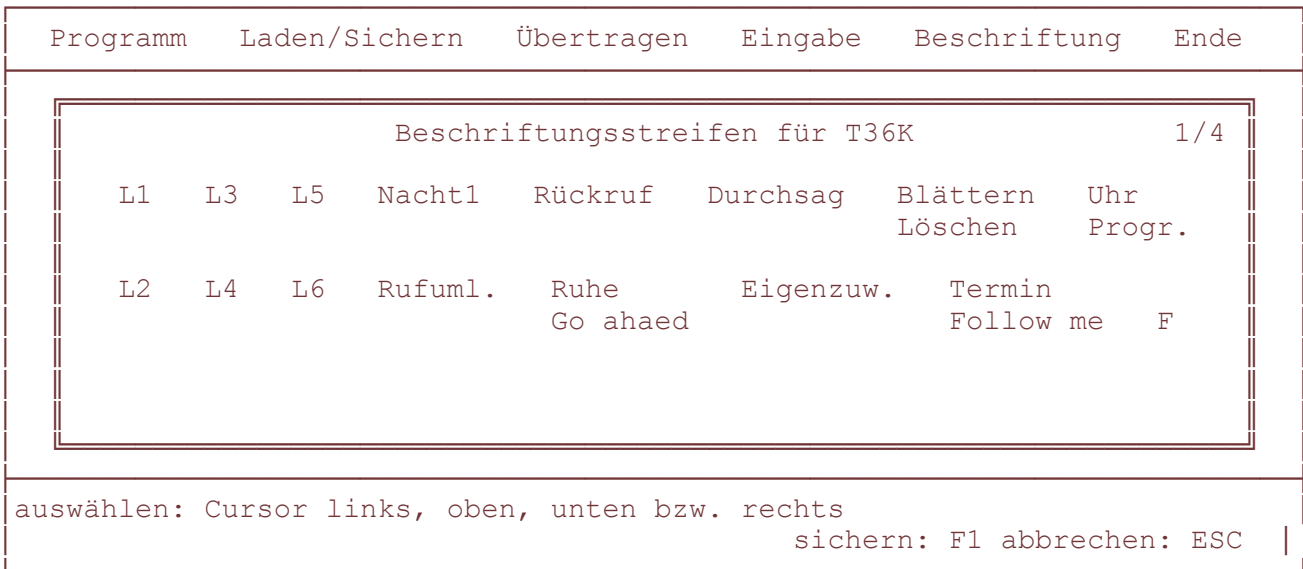 Programm Laden/Sichern Übertragen Eingabe Beschriftung Ende
Beschriftungsstreifen für T36K 1/4
L1 L3 L5 Nacht1 Rückruf Durchsag Blättern Uhr
Löschen Progr.
L2 L4 L6 Rufuml. Ruhe Eigenzuw. Termin
Go ahaed Follow me F
auswählen: Cursor links, oben, unten bzw. rechts
sichern: F1 abbrechen: ESC